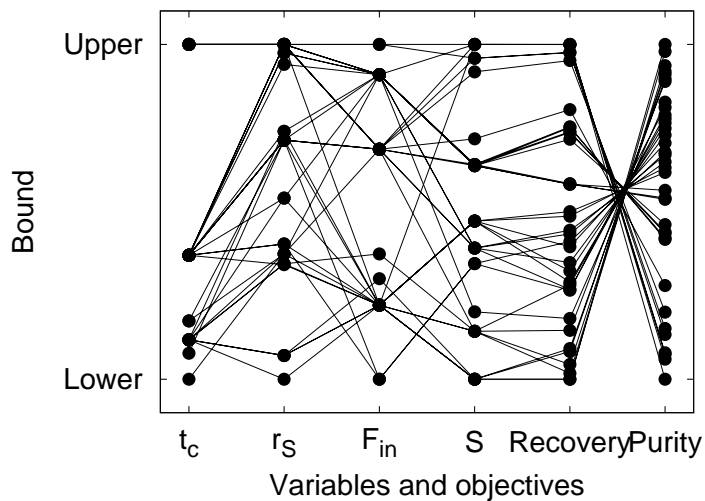 Upper
Bound
Lower
t_c r_S F_in S Recovery Purity
Variables and objectives